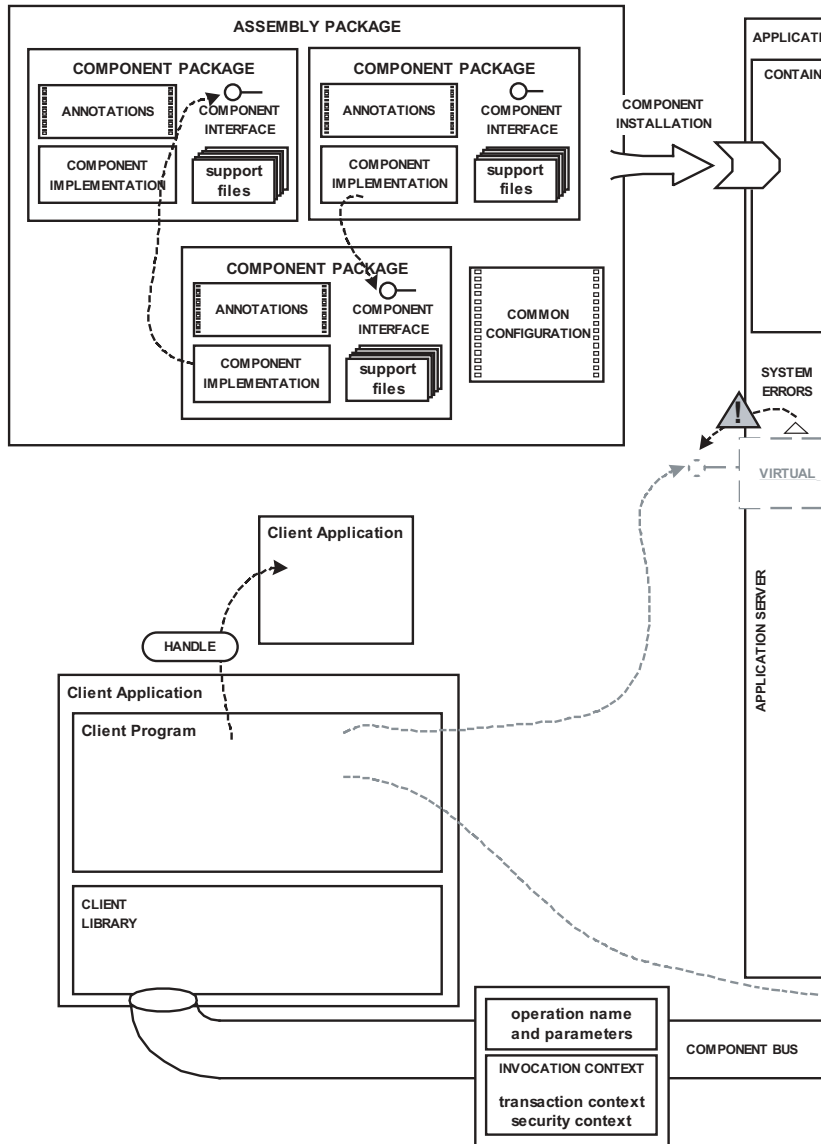 ASSEMBLY PACKAGE
COMPONENT PACKAGE
ANNOTATIONS
COMPONENT
INTERFACE
COMPONENT
IMPLEMENTATION
support
files
COMPONENT PACKAGE
ANNOTATIONS
COMPONENT
INTERFACE
COMPONENT
IMPLEMENTATION
support
files
COMPONENT PACKAGE
ANNOTATIONS
COMPONENT
INTERFACE
COMPONENT
IMPLEMENTATION
support
files
COMMON
CONFIGURATION
COMPONENT
INSTALLATION
APPLICATI
CONTAIN
SYSTEM
ERRORS
!
VIRTUAL
APPLICATION SERVER
Client Application
HANDLE
Client Application
Client Program
CLIENT
LIBRARY
operation name
and parameters
INVOCATION CONTEXT
transaction context
security context
COMPONENT BUS